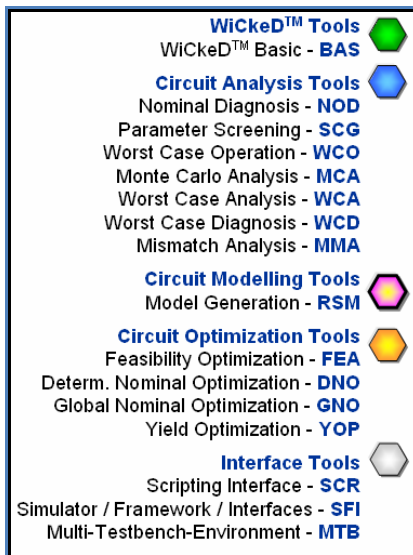 WiCkeD™ Tools
WiCkeD™ Basic - BAS
Circuit Analysis Tools
Nominal Diagnosis - NOD
Parameter Screening - SCG
Worst Case Operation - WCO
Monte Carlo Analysis - MCA
Worst Case Analysis - WCA
Worst Case Diagnosis - WCD
Mismatch Analysis - MMA
Circuit Modelling Tools
Model Generation - RSM
Circuit Optimization Tools
Feasibility Optimization - FEA
Determ. Nominal Optimization - DNO
Global Nominal Optimization - GNO
Yield Optimization - YOP
Interface Tools
Scripting Interface - SCR
Simulator / Framework / Interfaces - SFI
Multi-Testbench-Environment - MTB